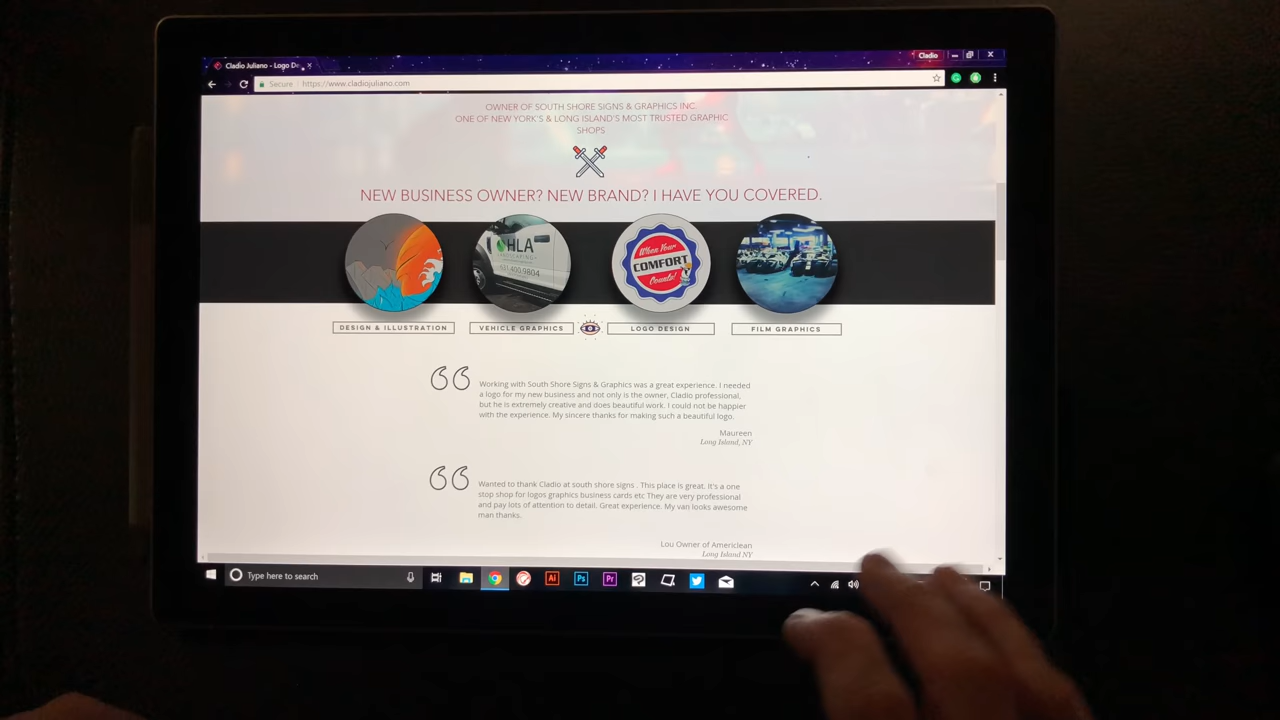 Cladio Juliano - Logo De
Cladio
Secure
https://www.cladiojuliano.com
OWNER OF SOUTH SHORE SIGNS & GRAPHICS INC.
ONE OF NEW YORK'S & LONG ISLAND'S MOST TRUSTED GRAPHIC
SHOPS
NEW BUSINESS OWNER? NEW BRAND? I HAVE YOU COVERED.
HLA
LANDSCAPING
400.9804
When Your
COMFORT
Counts!
DESIGN & ILLUSTRATION
VEHICLE GRAPHICS
LOGO DESIGN
FILM GRAPHICS
Working with South Shore Signs & Graphics was a great experience. I needed
a logo for my new business and not only is the owner, Cladio professional,
but he is extremely creative and does beautiful work. I could not be happier
with the experience. My sincere thanks for making such a beautiful logo.
Maureen
Long Island, NY
Wanted to thank Cladio at south shore signs . This place is great. It's a one
stop shop for logos graphics business cards etc They are very professional
and pay lots of attention to detail. Great experience. My van looks awesome
man thanks.
Lou Owner of Americlean
Long Island NY
Type here to search
Ai
Ps
Pr